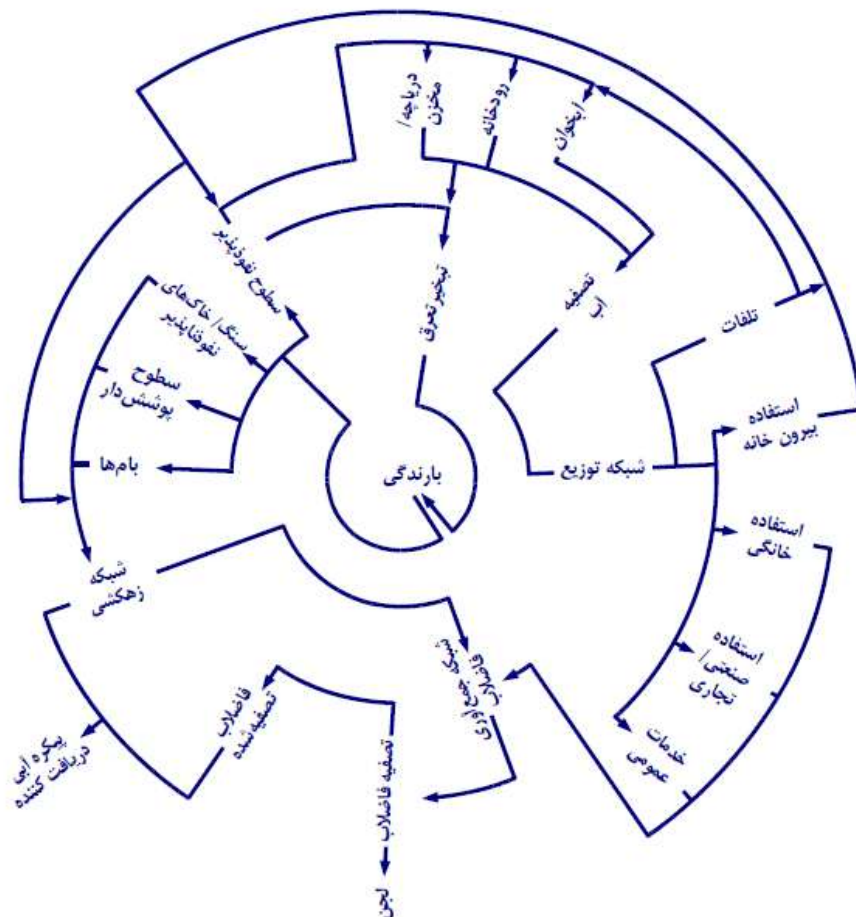 دریاچه/
مخزن
رودخانه
آبخوان
سطوح نفوذپذیر
تبخیر تعرق
تصفیه
آب
سنگ/ خاک‌های
نفوذناپذیر
تلفات
سطوح
پوشش‌دار
استفاده
بیرون خانه
بام‌ها
بارندگی
شبکه توزیع
استفاده
خانگی
شبکه
زهکشی
شبکه جمع‌آوری
فاضلاب
استفاده
صنعتی/
تجاری
فاضلاب
تصفیه‌شده
خدمات
عمومی
پیکره آبی
دریافت کننده
تصفیه فاضلاب
لجن